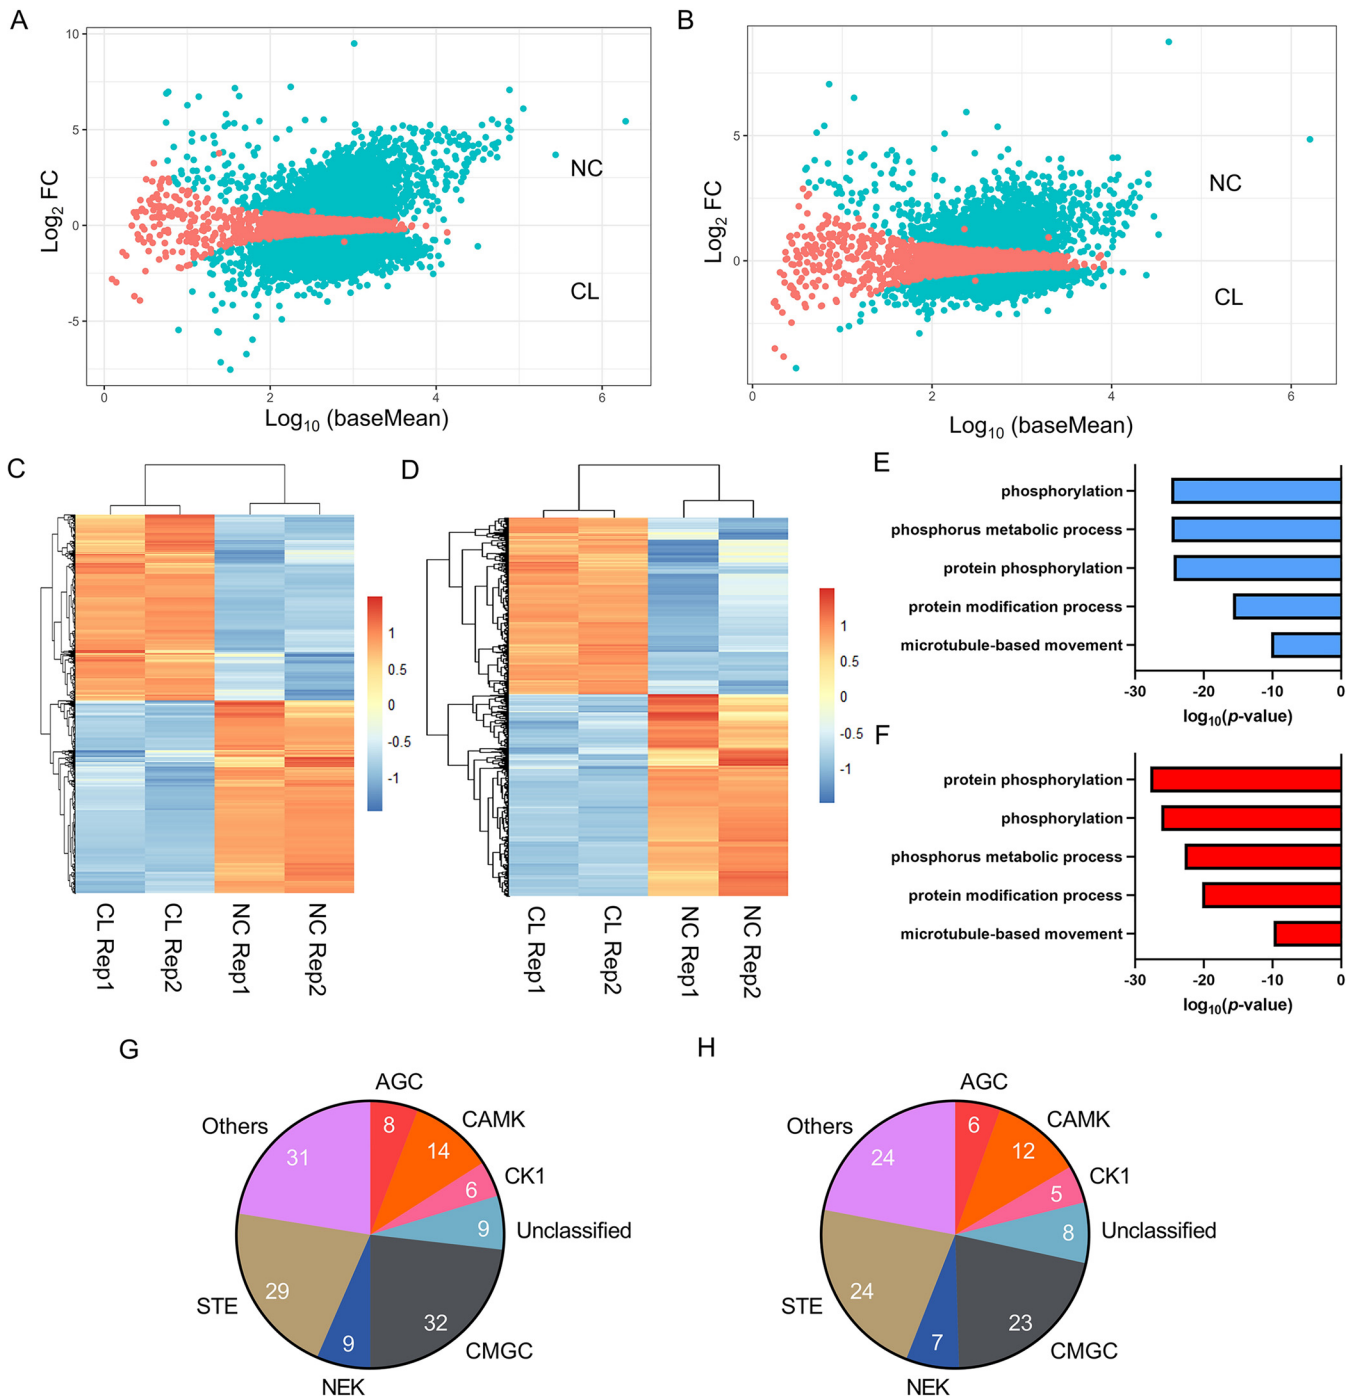 A
B
10
5
0
-5
Log2 FC
NC
CL
0
2
4
6
Log10 (baseMean)
5
0
Log2 FC
NC
CL
0
2
4
6
Log10 (baseMean)
C
1
0.5
0
-0.5
-1
CL Rep1
CL Rep2
NC Rep1
NC Rep2
D
1
0.5
0
-0.5
-1
CL Rep1
CL Rep2
NC Rep1
NC Rep2
E
phosphorylation
phosphorus metabolic process
protein phosphorylation
protein modification process
microtubule-based movement
-30
-20
-10
0
log10(p-value)
F
protein phosphorylation
phosphorylation
phosphorus metabolic process
protein modification process
microtubule-based movement
-30
-20
-10
0
log10(p-value)
G
AGC
8
CAMK
14
CK1
6
Unclassified
9
CMGC
32
NEK
9
STE
29
Others
31
H
AGC
6
CAMK
12
CK1
5
Unclassified
8
CMGC
23
NEK
7
STE
24
Others
24